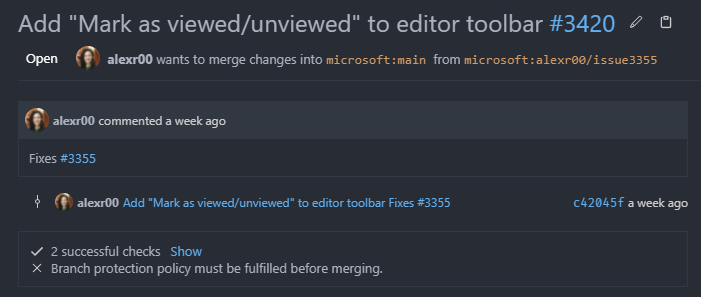 Add "Mark as viewed/unviewed" to editor toolbar #3420
Open alexr00 wants to merge changes into microsoft:main from microsoft:alexr00/issue3355
alexr00 commented a week ago
Fixes #3355
alexr00 Add "Mark as viewed/unviewed" to editor toolbar Fixes #3355 c42045f a week ago
2 successful checks Show
Branch protection policy must be fulfilled before merging.